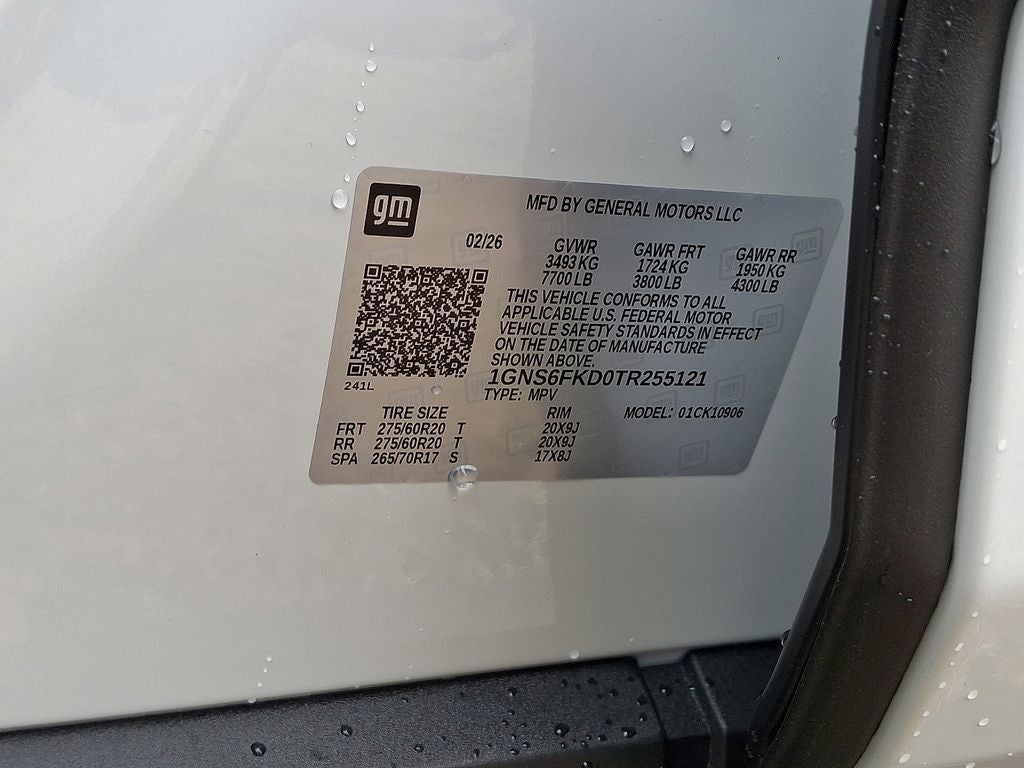 gm
MFD BY GENERAL MOTORS LLC
02/26 GVWR GAWR FRT GAWR RR
3493 KG 1724 KG 1950 KG
7700 LB 3800 LB 4300 LB
THIS VEHICLE CONFORMS TO ALL
APPLICABLE U.S. FEDERAL MOTOR
VEHICLE SAFETY STANDARDS IN EFFECT
ON THE DATE OF MANUFACTURE
SHOWN ABOVE.
241L
1GNS6FKD0TR255121
TYPE: MPV
TIRE SIZE RIM MODEL: 01CK10906
FRT 275/60R20 T 20X9J
RR 275/60R20 T 20X9J
SPA 265/70R17 S 17X8J